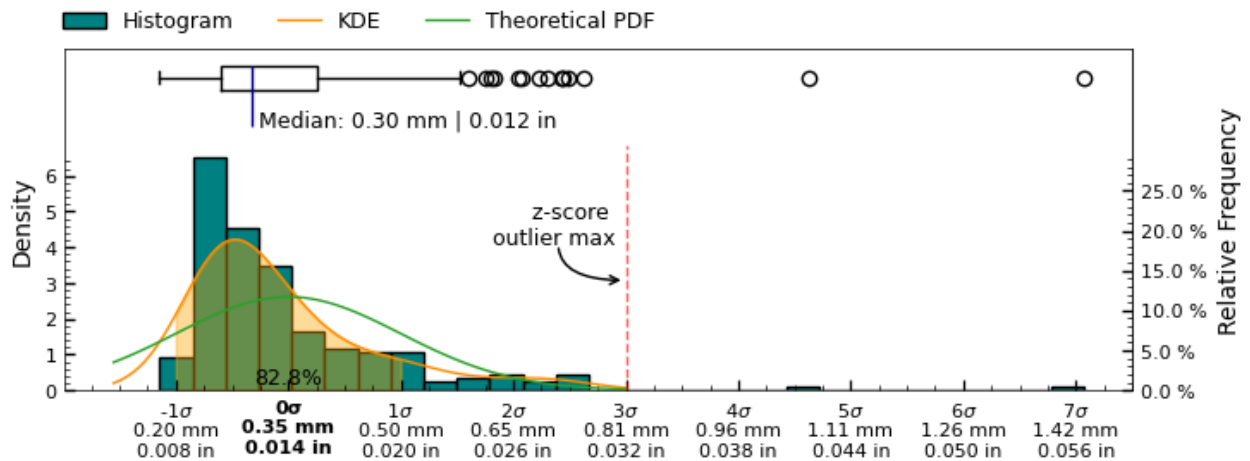 Histogram KDE Theoretical PDF
Median: 0.30 mm | 0.012 in
Density
6
5
4
3
2
1
0
z-score
outlier max
82.8%
25.0 %
20.0 %
15.0 %
10.0 %
5.0 %
0.0 %
Relative Frequency
-1σ 0σ 1σ 2σ 3σ 4σ 5σ 6σ 7σ
0.20 mm 0.35 mm 0.50 mm 0.65 mm 0.81 mm 0.96 mm 1.11 mm 1.26 mm 1.42 mm
0.008 in 0.014 in 0.020 in 0.026 in 0.032 in 0.038 in 0.044 in 0.050 in 0.056 in